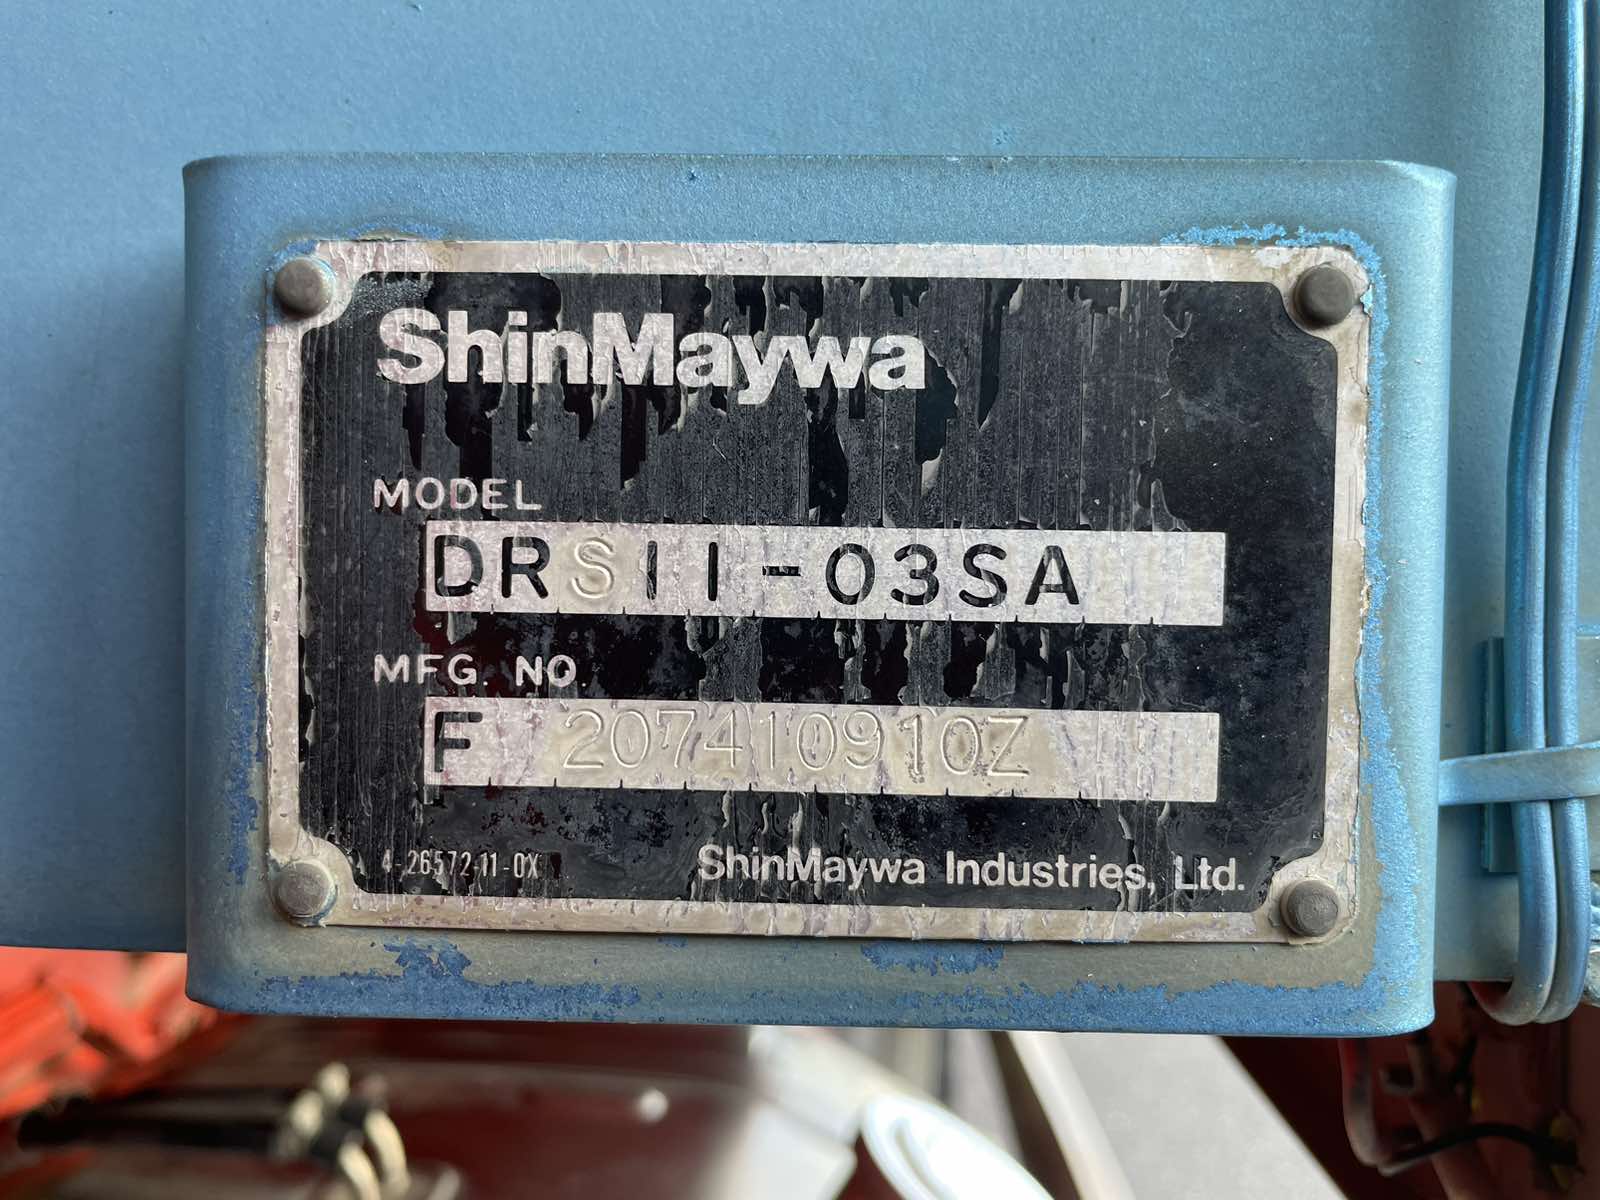 ShinMaywa
MODEL
DRS11-03SA
MFG. NO.
F 207410910Z
4-26572-11-0X
ShinMaywa Industries, Ltd.